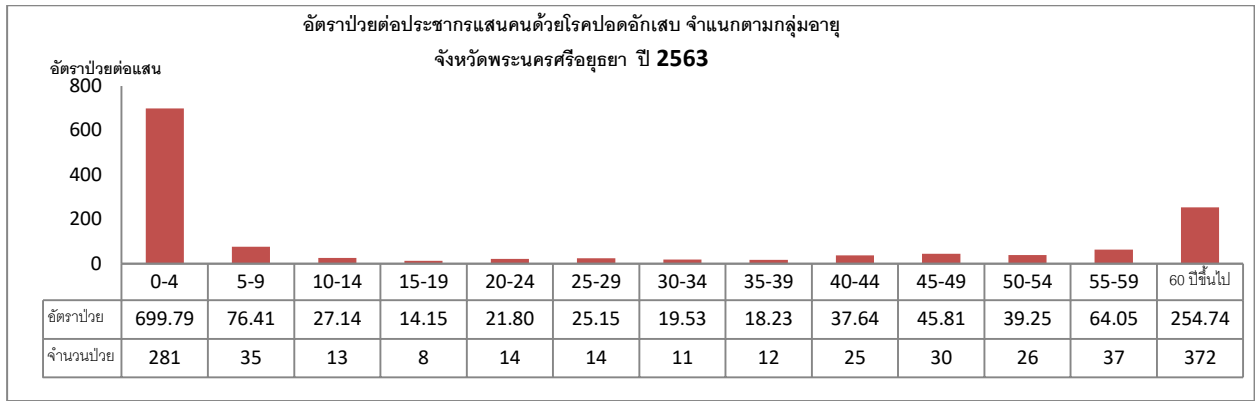 อัตราป่วยต่อประชากรแสนคนด้วยโรคปอดอักเสบ จำแนกตามกลุ่มอายุ
จังหวัดพระนครศรีอยุธยา ปี 2563
อัตราป่วยต่อแสน
800
600
400
200
0
0-4 5-9 10-14 15-19 20-24 25-29 30-34 35-39 40-44 45-49 50-54 55-59 60 ปีขึ้นไป
อัตราป่วย 699.79 76.41 27.14 14.15 21.80 25.15 19.53 18.23 37.64 45.81 39.25 64.05 254.74
จำนวนป่วย 281 35 13 8 14 14 11 12 25 30 26 37 372